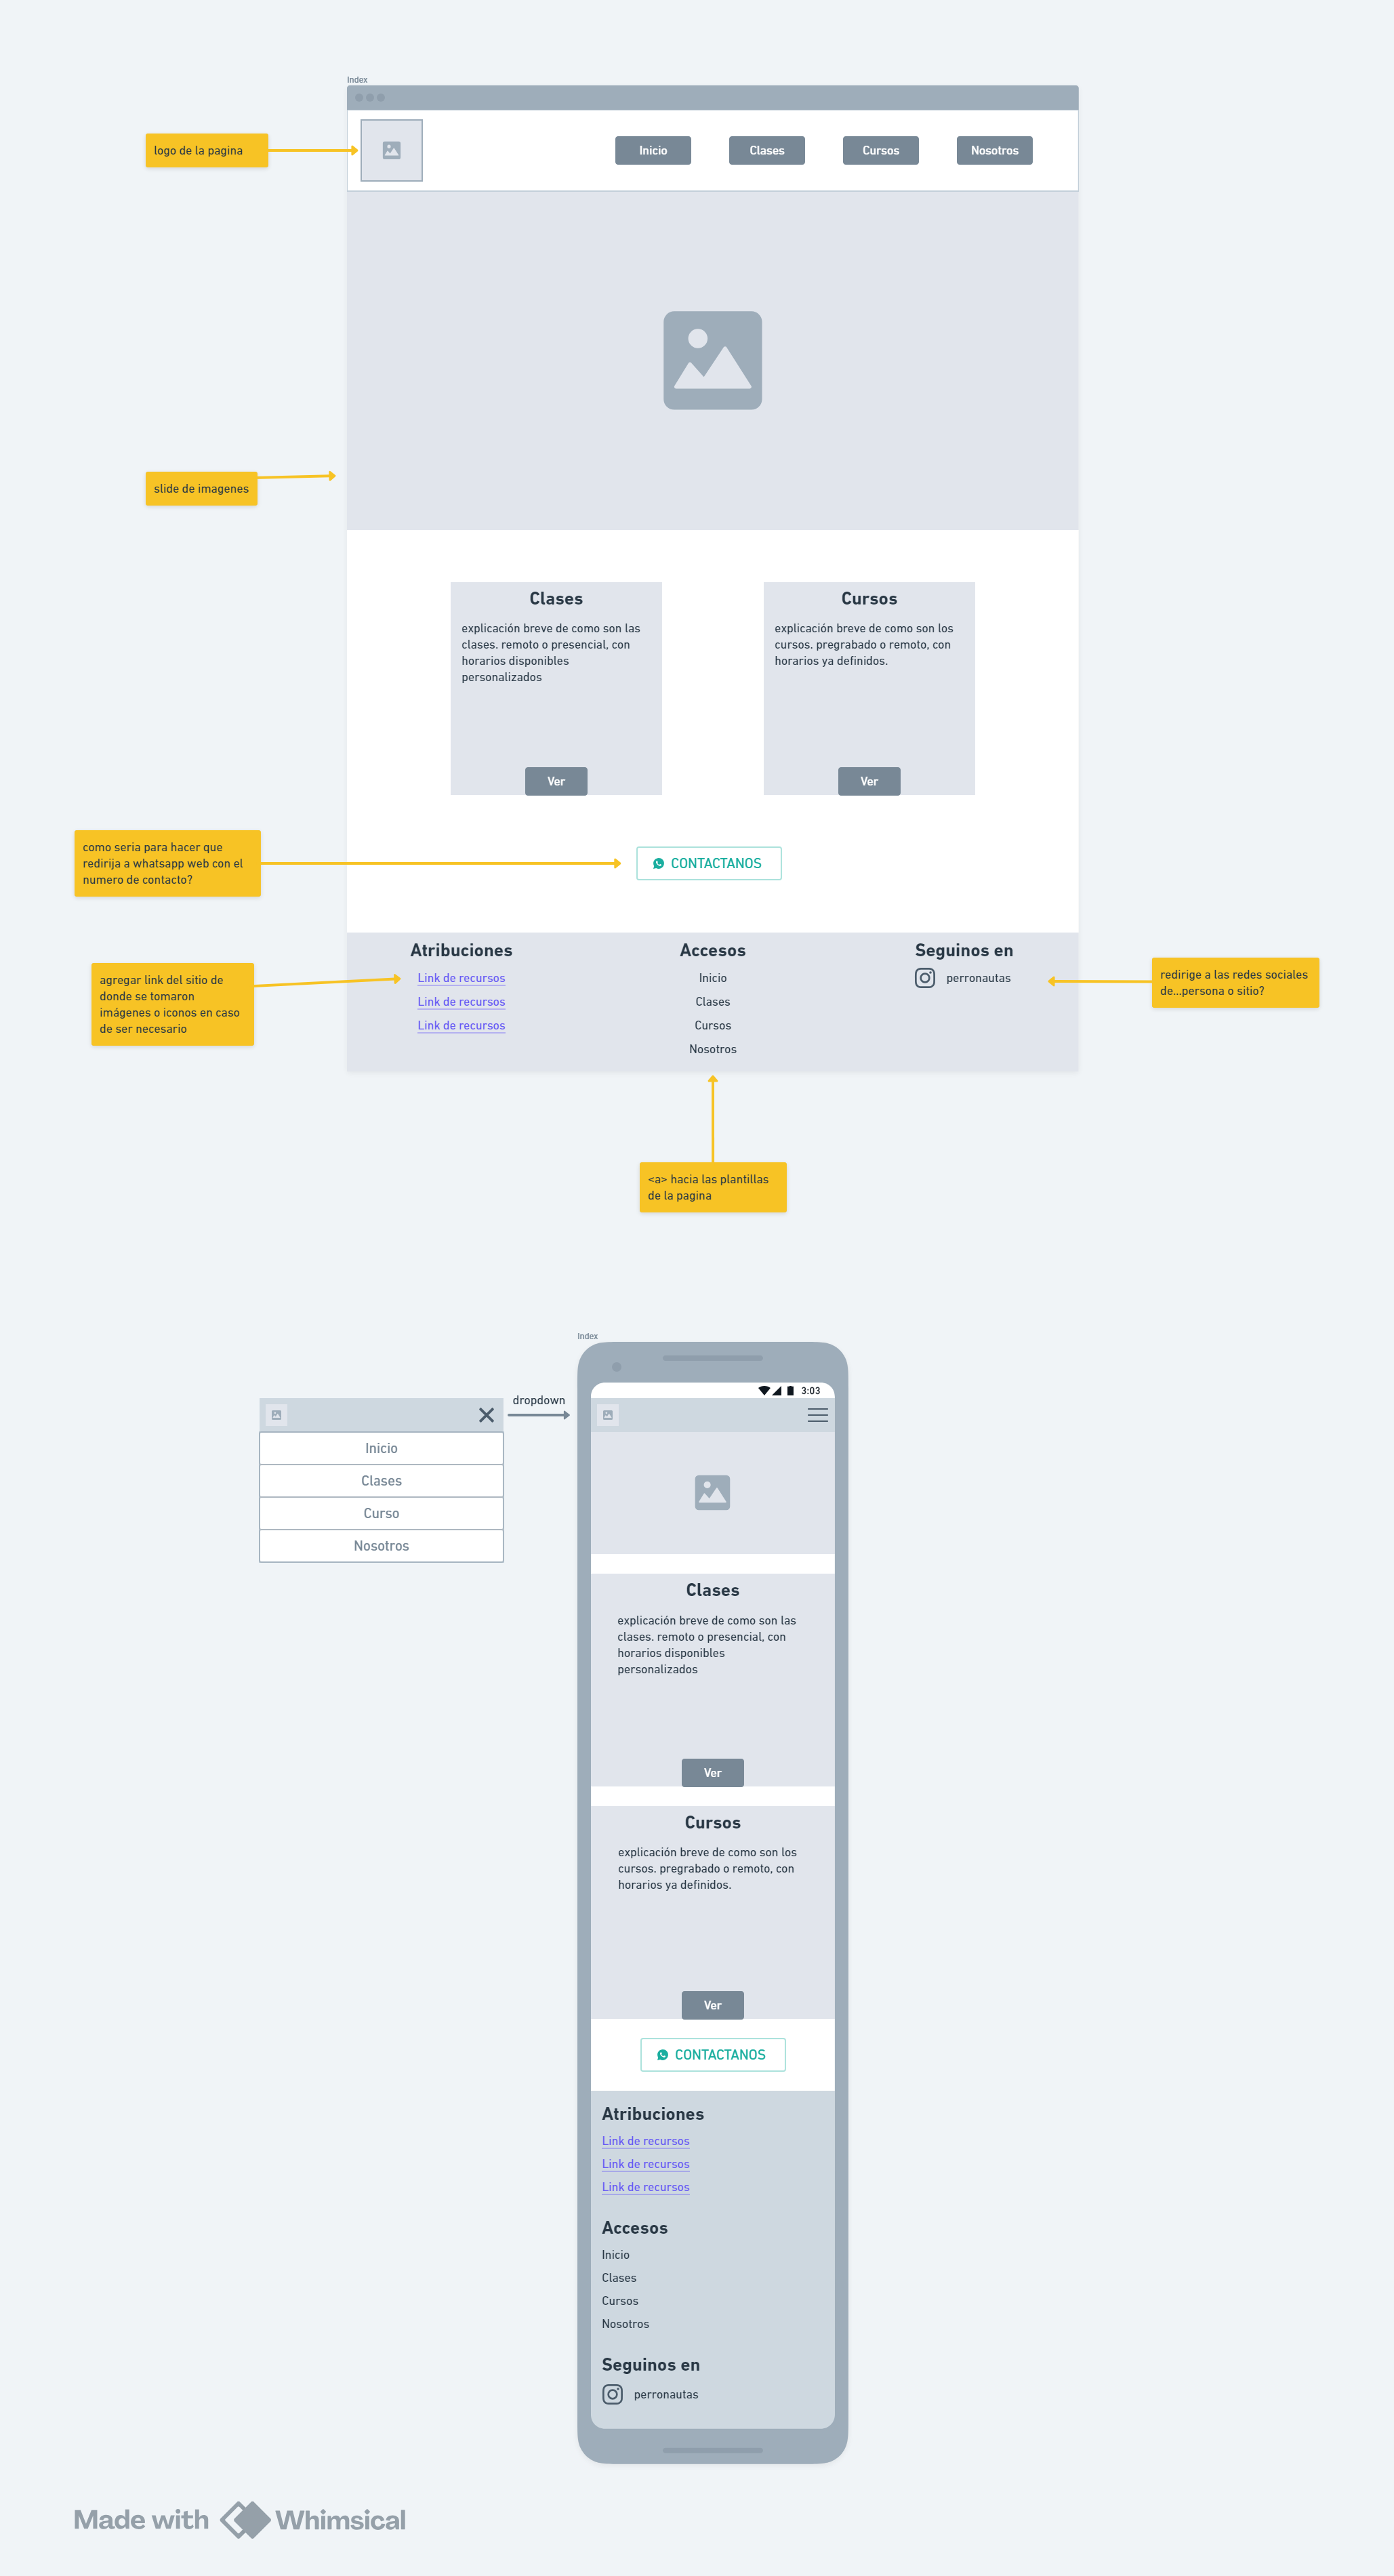 Index
logo de la pagina
Inicio
Clases
Cursos
Nosotros
slide de imagenes
Clases
explicación breve de como son las
clases. remoto o presencial, con
horarios disponibles
personalizados
Ver
Cursos
explicación breve de como son los
cursos. pregrabado o remoto, con
horarios ya definidos.
Ver
como seria para hacer que
redirija a whatsapp web con el
numero de contacto?
CONTACTANOS
agregar link del sitio de
donde se tomaron
imágenes o iconos en caso
de ser necesario
Atribuciones
Link de recursos
Link de recursos
Link de recursos
Accesos
Inicio
Clases
Cursos
Nosotros
Seguinos en
perronautas
redirige a las redes sociales
de...persona o sitio?
<a> hacia las plantillas
de la pagina
Index
dropdown
Inicio
Clases
Curso
Nosotros
3:03
Clases
explicación breve de como son las
clases. remoto o presencial, con
horarios disponibles
personalizados
Ver
Cursos
explicación breve de como son los
cursos. pregrabado o remoto, con
horarios ya definidos.
Ver
CONTACTANOS
Atribuciones
Link de recursos
Link de recursos
Link de recursos
Accesos
Inicio
Clases
Cursos
Nosotros
Seguinos en
perronautas
Made with Whimsical